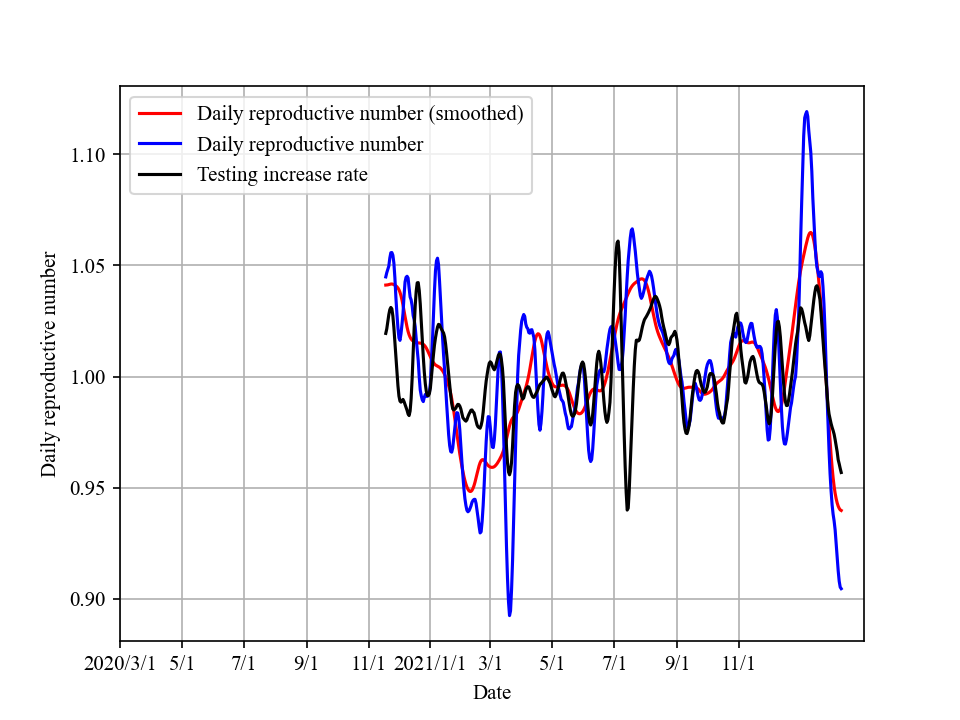 Daily reproductive number (smoothed)
Daily reproductive number
Testing increase rate
Daily reproductive number
1.10
1.05
1.00
0.95
0.90
2020/3/1 5/1 7/1 9/1 11/1 2021/1/1 3/1 5/1 7/1 9/1 11/1
Date